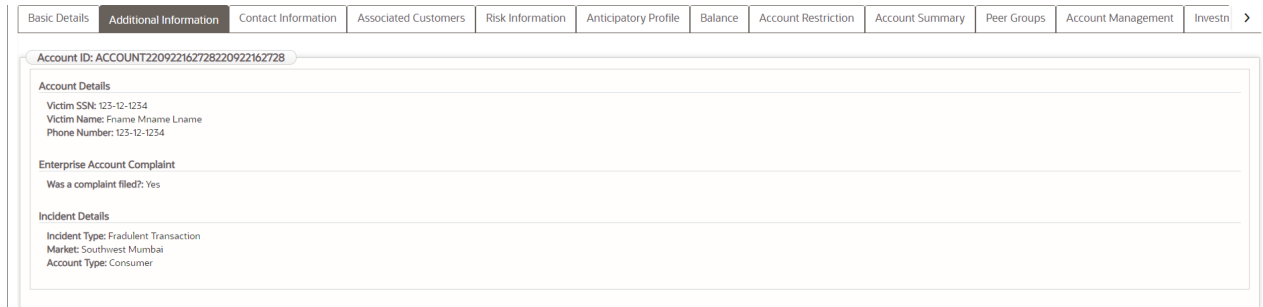 Basic Details Additional Information Contact Information Associated Customers Risk Information Anticipatory Profile Balance Account Restriction Account Summary Peer Groups Account Management Investn >
Account ID: ACCOUNT220922162728220922162728
Account Details
Victim SSN: 123-12-1234
Victim Name: Fname Mname Lname
Phone Number: 123-12-1234
Enterprise Account Complaint
Was a complaint filed?: Yes
Incident Details
Incident Type: Fradulent Transaction
Market: Southwest Mumbai
Account Type: Consumer